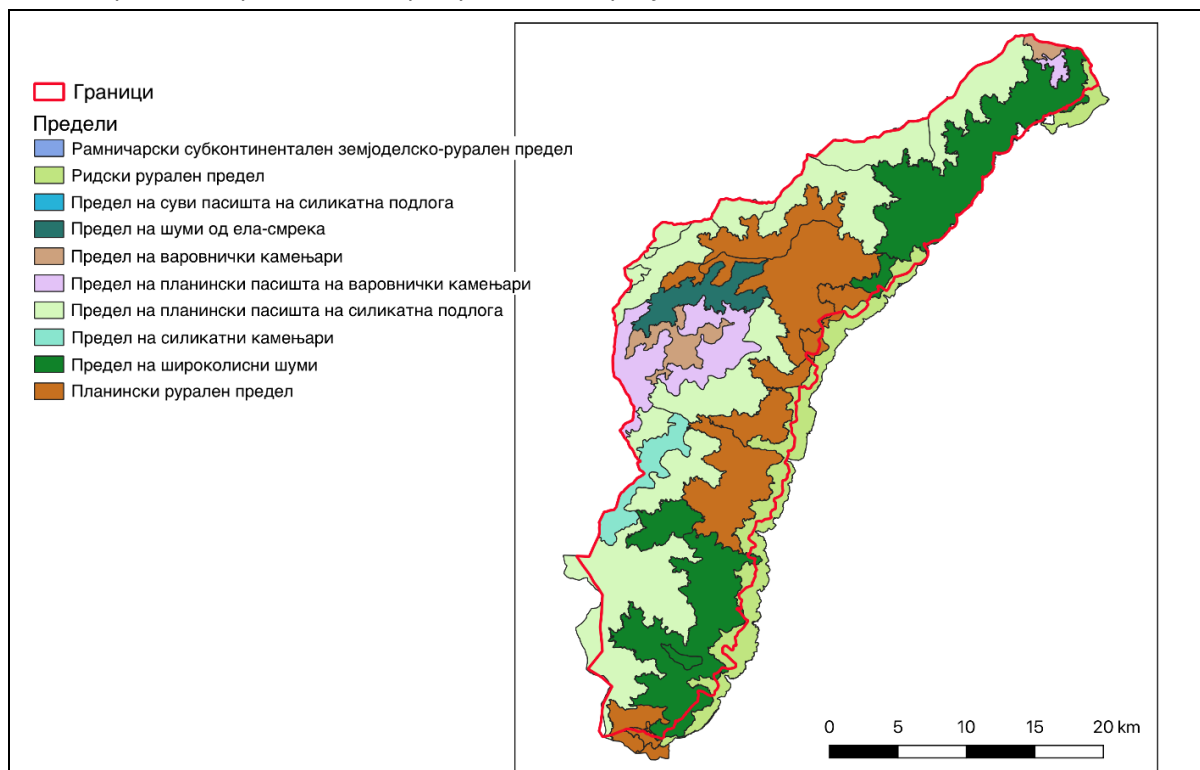 Граници
Предели
Рамничарски субконтинентален земјоделско-рурален предел
Ридски рурален предел
Предел на суви пасишта на силикатна подлога
Предел на шуми од ела-смрека
Предел на варовнички камењари
Предел на планински пасишта на варовнички камењари
Предел на планински пасишта на силикатна подлога
Предел на силикатни камењари
Предел на широколисни шуми
Планински рурален предел
0 5 10 15 20 km